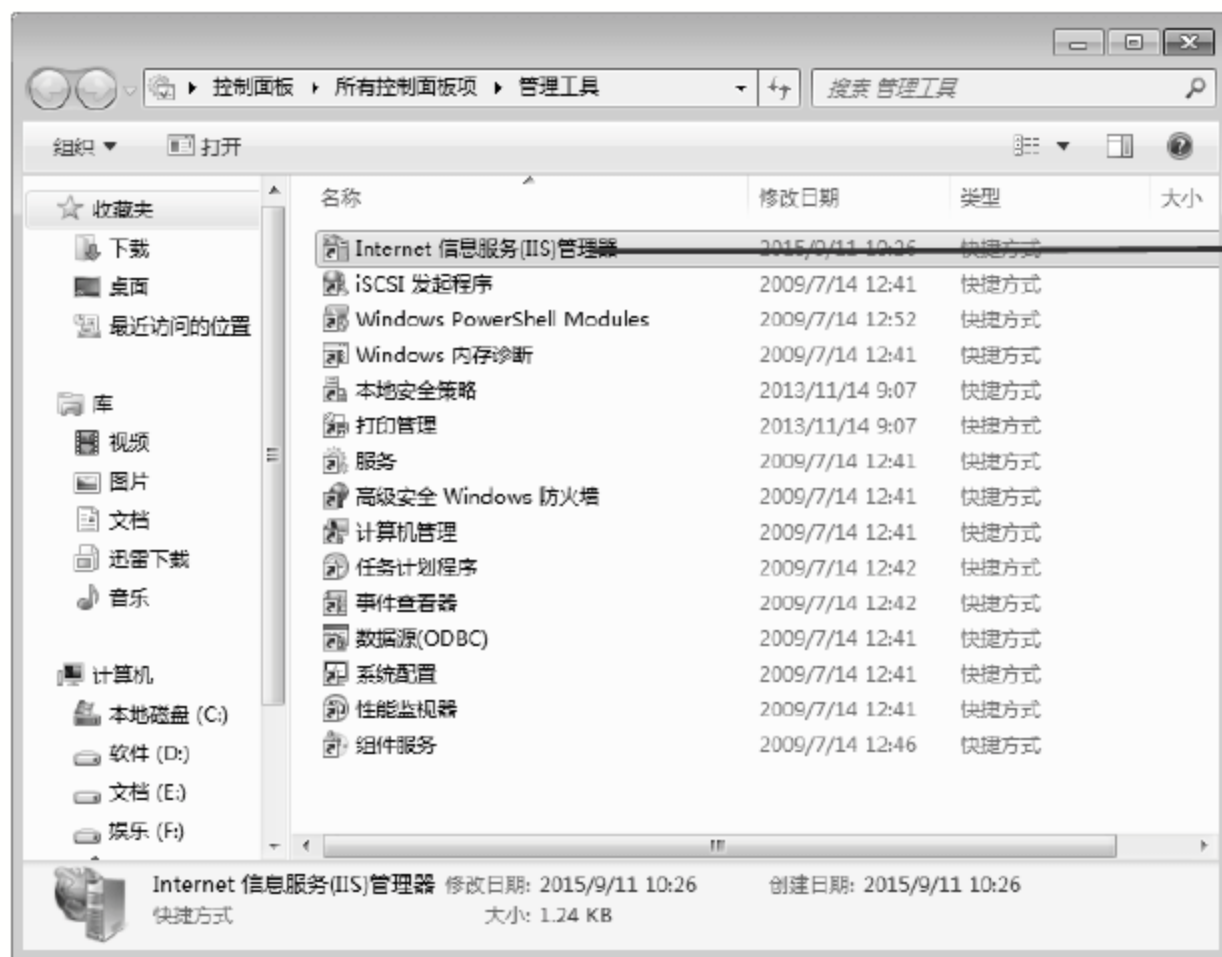 控制面板 ▸ 所有控制面板项 ▸ 管理工具
搜索 管理工具
组织 打开
名称 修改日期 类型 大小
收藏夹
下载
桌面
最近访问的位置
库
视频
图片
文档
迅雷下载
音乐
计算机
本地磁盘 (C:)
软件 (D:)
文档 (E:)
娱乐 (F:)
Internet 信息服务(IIS)管理器 2015/9/11 10:26 快捷方式
iSCSI 发起程序 2009/7/14 12:41 快捷方式
Windows PowerShell Modules 2009/7/14 12:52 快捷方式
Windows 内存诊断 2009/7/14 12:41 快捷方式
本地安全策略 2013/11/14 9:07 快捷方式
打印管理 2013/11/14 9:07 快捷方式
服务 2009/7/14 12:41 快捷方式
高级安全 Windows 防火墙 2009/7/14 12:41 快捷方式
计算机管理 2009/7/14 12:41 快捷方式
任务计划程序 2009/7/14 12:42 快捷方式
事件查看器 2009/7/14 12:42 快捷方式
数据源(ODBC) 2009/7/14 12:41 快捷方式
系统配置 2009/7/14 12:41 快捷方式
性能监视器 2009/7/14 12:41 快捷方式
组件服务 2009/7/14 12:46 快捷方式
Internet 信息服务(IIS)管理器 修改日期: 2015/9/11 10:26 创建日期: 2015/9/11 10:26
快捷方式 大小: 1.24 KB